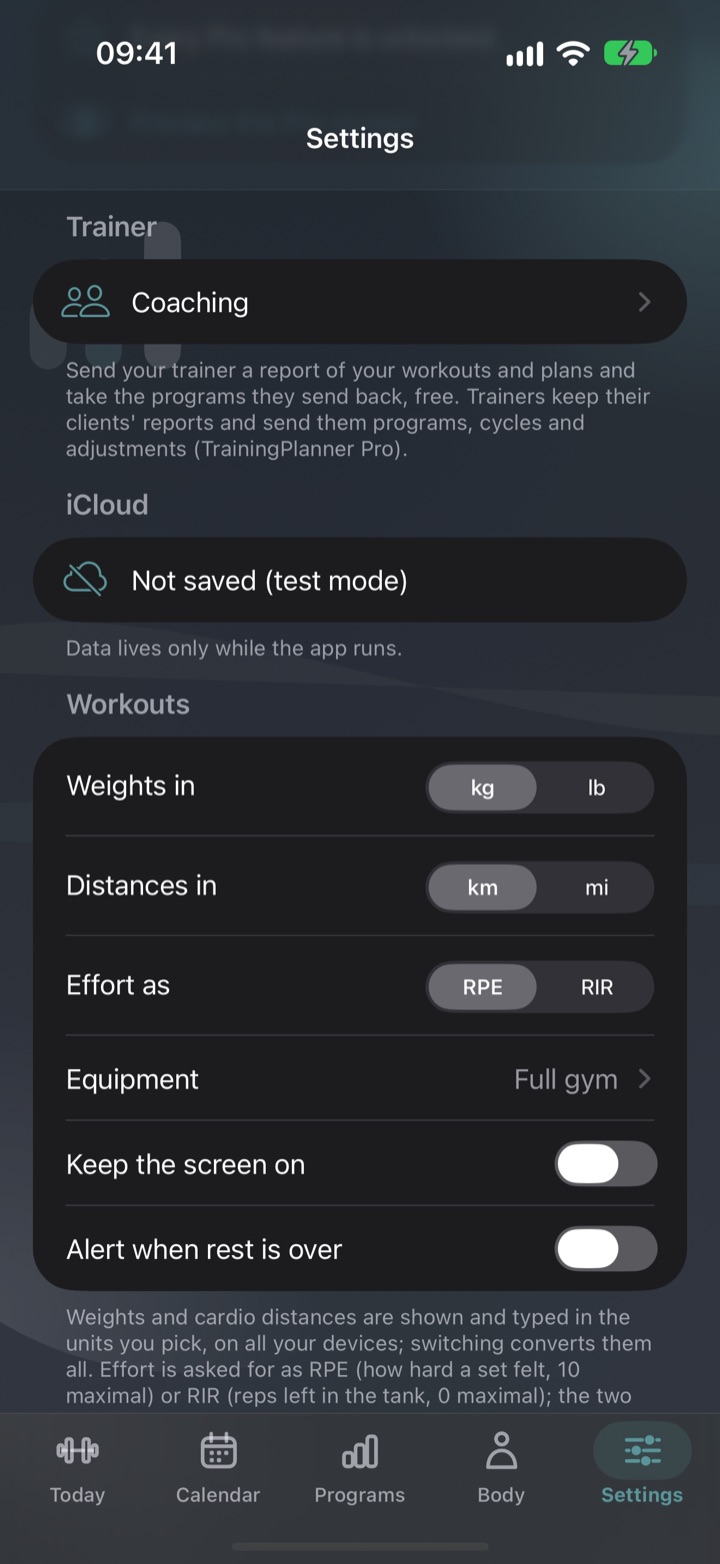 09:41
Settings
Trainer
Coaching
Send your trainer a report of your workouts and plans and
take the programs they send back, free. Trainers keep their
clients' reports and send them programs, cycles and
adjustments (TrainingPlanner Pro).
iCloud
Not saved (test mode)
Data lives only while the app runs.
Workouts
Weights in kg lb
Distances in km mi
Effort as RPE RIR
Equipment Full gym
Keep the screen on
Alert when rest is over
Weights and cardio distances are shown and typed in the
units you pick, on all your devices; switching converts them
all. Effort is asked for as RPE (how hard a set felt, 10
maximal) or RIR (reps left in the tank, 0 maximal); the two
Today Calendar Programs Body Settings